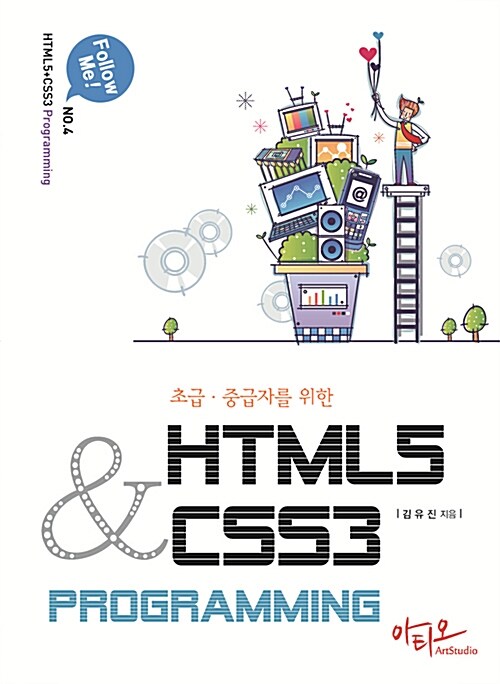 Follow Me!
NO.4
HTML5+CSS3 Programming
@
초급 · 중급자를 위한
HTML5
& CSS3
|김유진 지음|
PROGRAMMING
아티오
ArtStudio